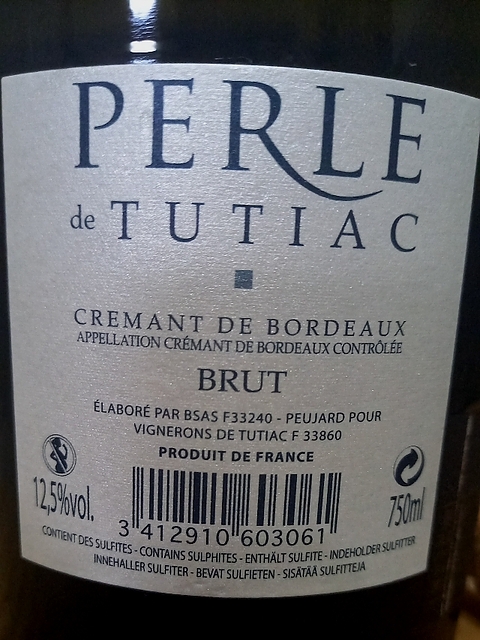 PERLE
de TUTIAC
CREMANT DE BORDEAUX
APPELLATION CRÉMANT DE BORDEAUX CONTRÔLÉE
BRUT
ÉLABORÉ PAR BSAS F33240 - PEUJARD POUR
VIGNERONS DE TUTIAC F 33860
PRODUIT DE FRANCE
12,5%vol.
750ml
3 412910 603061
CONTIENT DES SULFITES - CONTAINS SULPHITES - ENTHÄLT SULFITE - INDEHOLDER SULFITTER
INNEHALLER SULFITER - BEVAT SULFIETEN - SISÄTÄÄ SULFIITTEJA